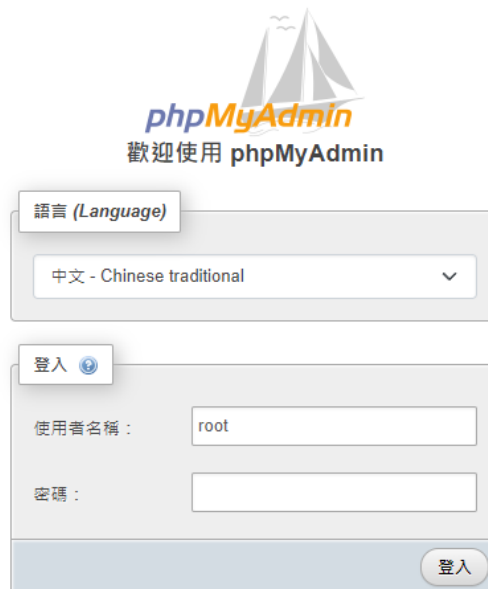 phpMyAdmin
歡迎使用 phpMyAdmin
語言 (Language)
中文 - Chinese traditional
登入
使用者名稱：
root
密碼：
登入